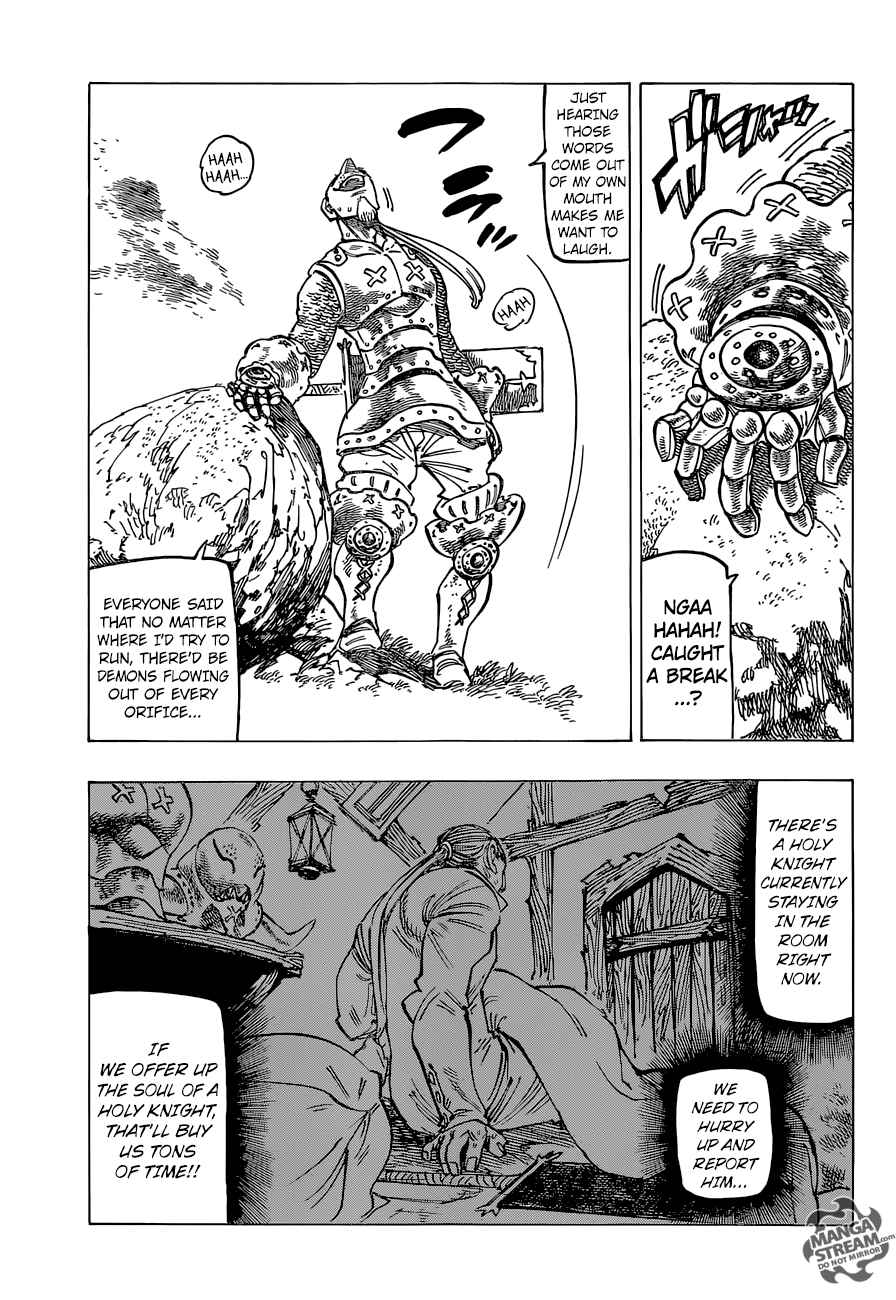 ガシャッ
NGAA
HAHAH!
CAUGHT
A BREAK
...?
JUST
HEARING
THOSE
WORDS
COME OUT
OF MY OWN
MOUTH
MAKES ME
WANT TO
LAUGH.
HAAH
HAAH...
HAAH
EVERYONE SAID
THAT NO MATTER
WHERE I'D TRY TO
RUN, THERE'D BE
DEMONS FLOWING
OUT OF EVERY
ORIFICE...
THERE'S
A HOLY
KNIGHT
CURRENTLY
STAYING
IN THE
ROOM
RIGHT
NOW.
WE
NEED TO
HURRY
UP AND
REPORT
HIM...
IF
WE OFFER UP
THE SOUL OF A
HOLY KNIGHT,
THAT'LL BUY
US TONS
OF TIME!!
MANGA
STREAM.com
DO NOT MIRROR